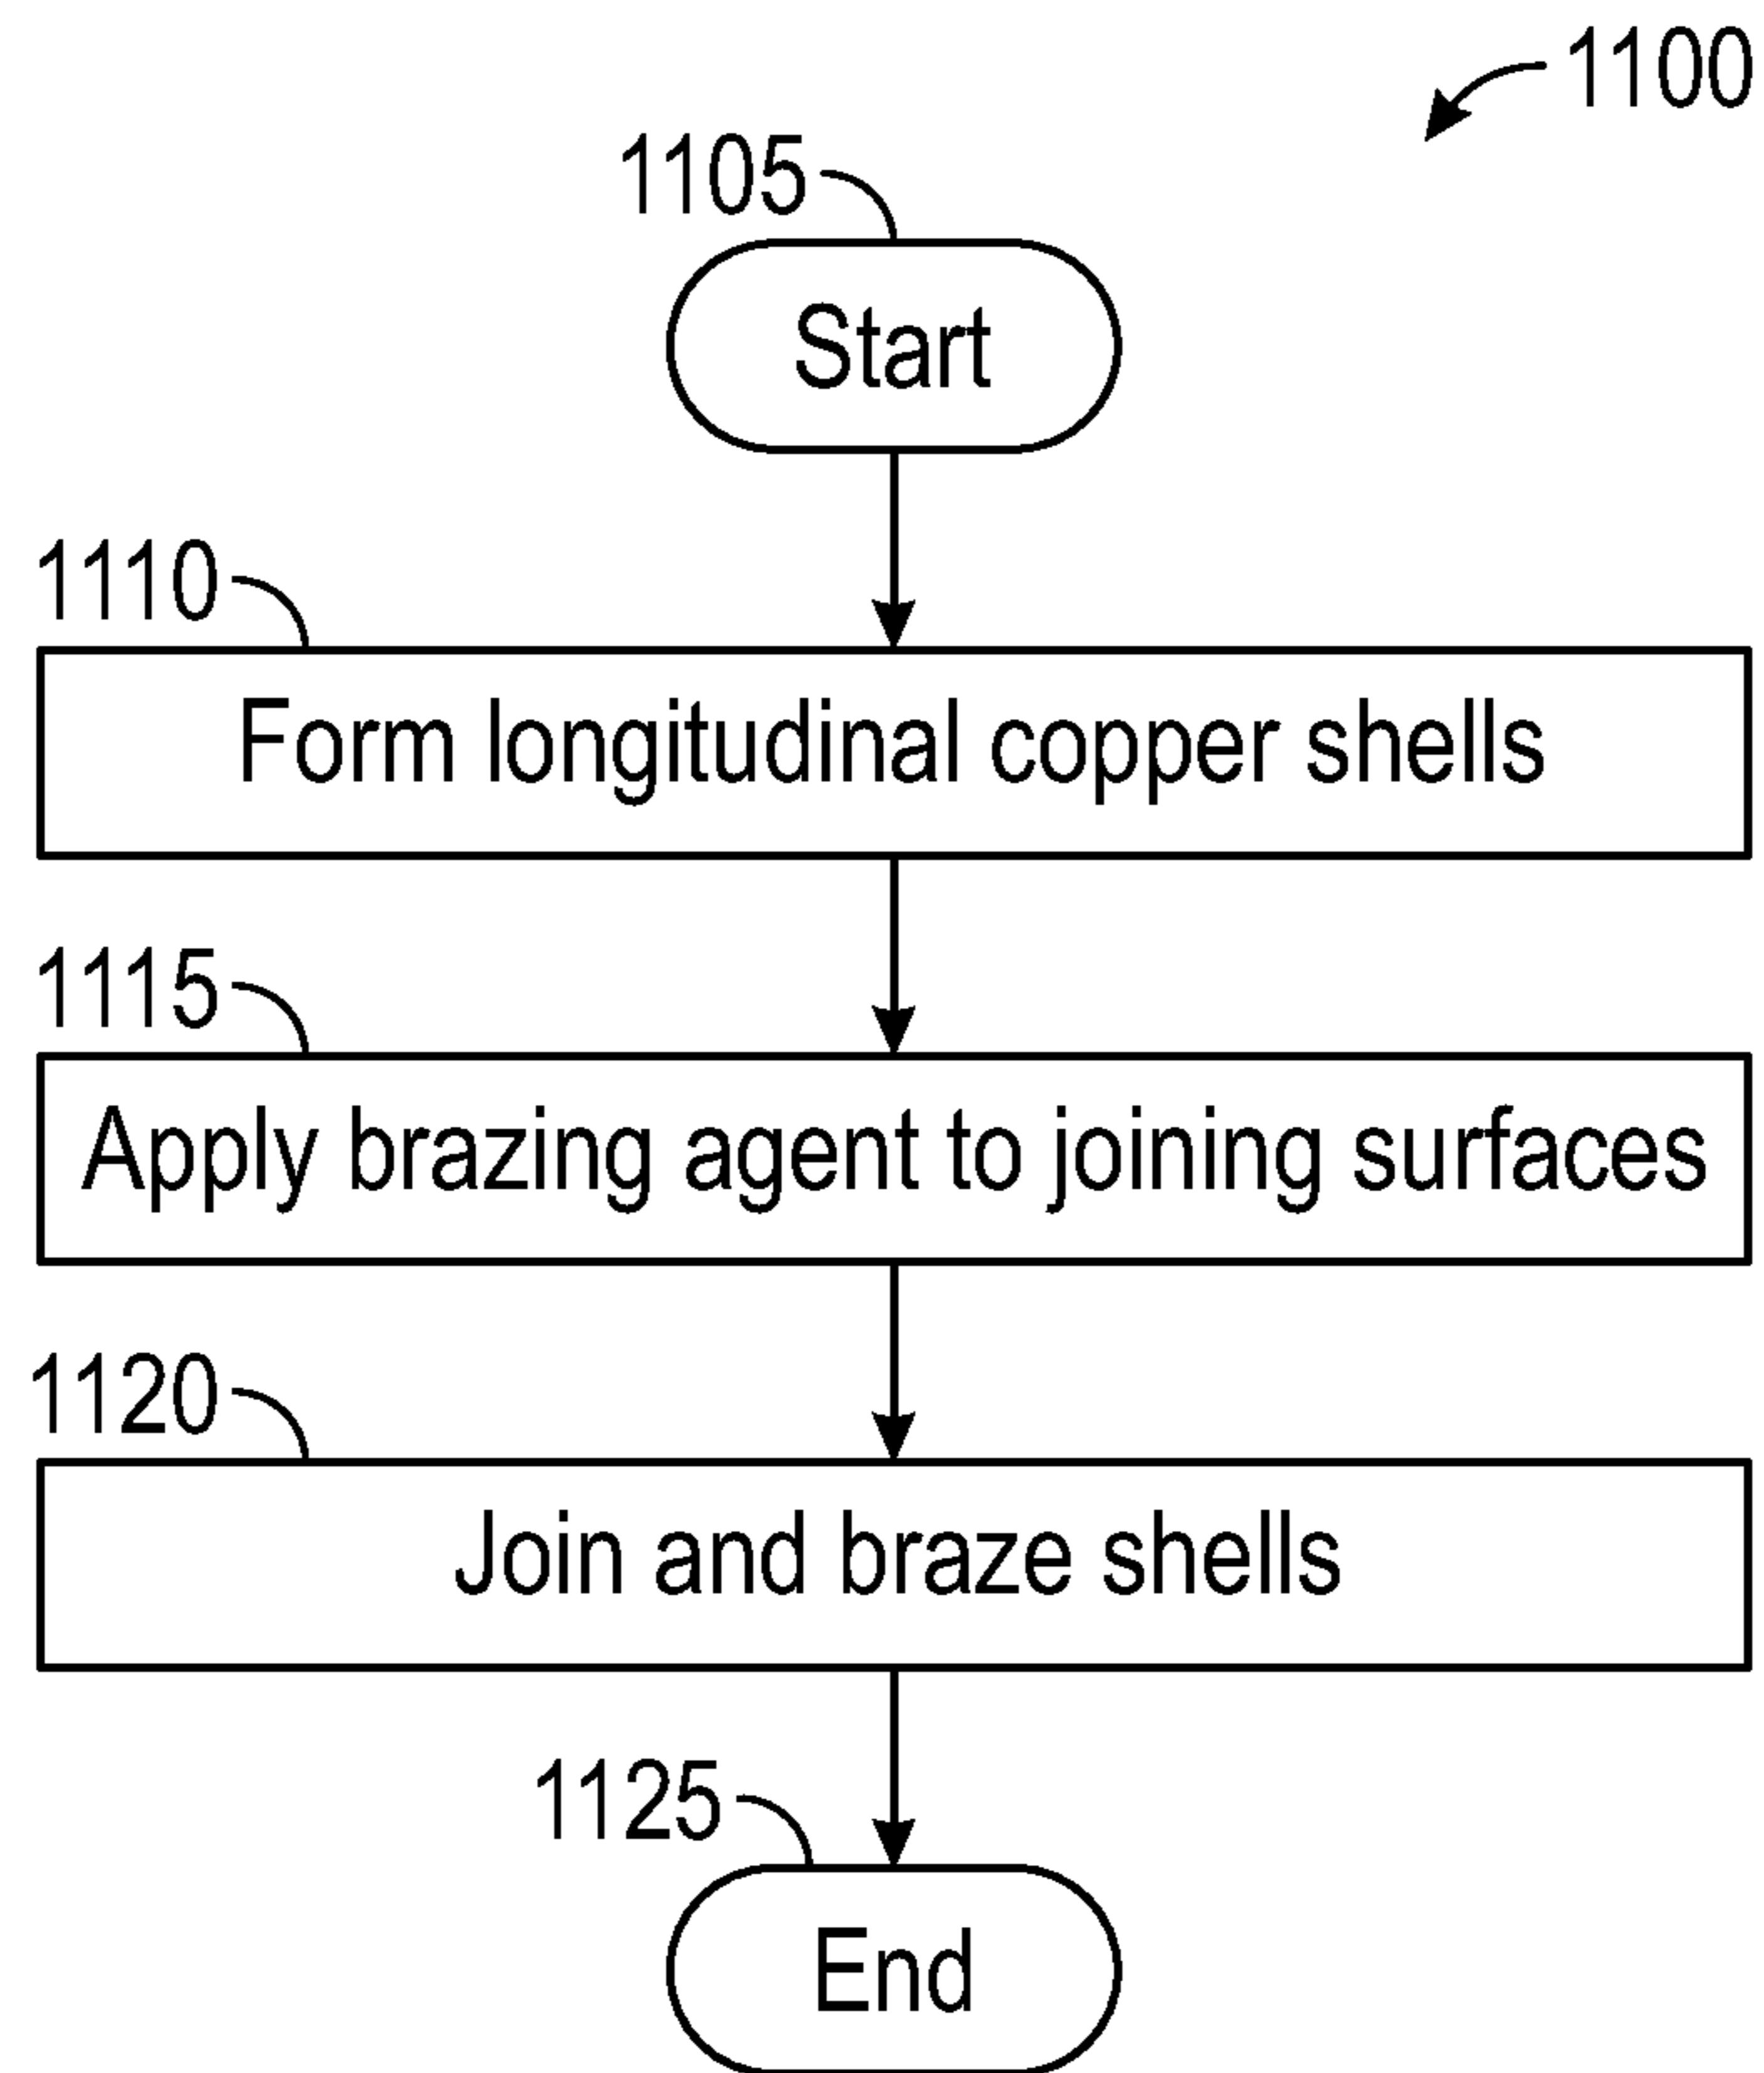 1100
1105
Start
1110
Form longitudinal copper shells
1115
Apply brazing agent to joining surfaces
1120
Join and braze shells
1125
End